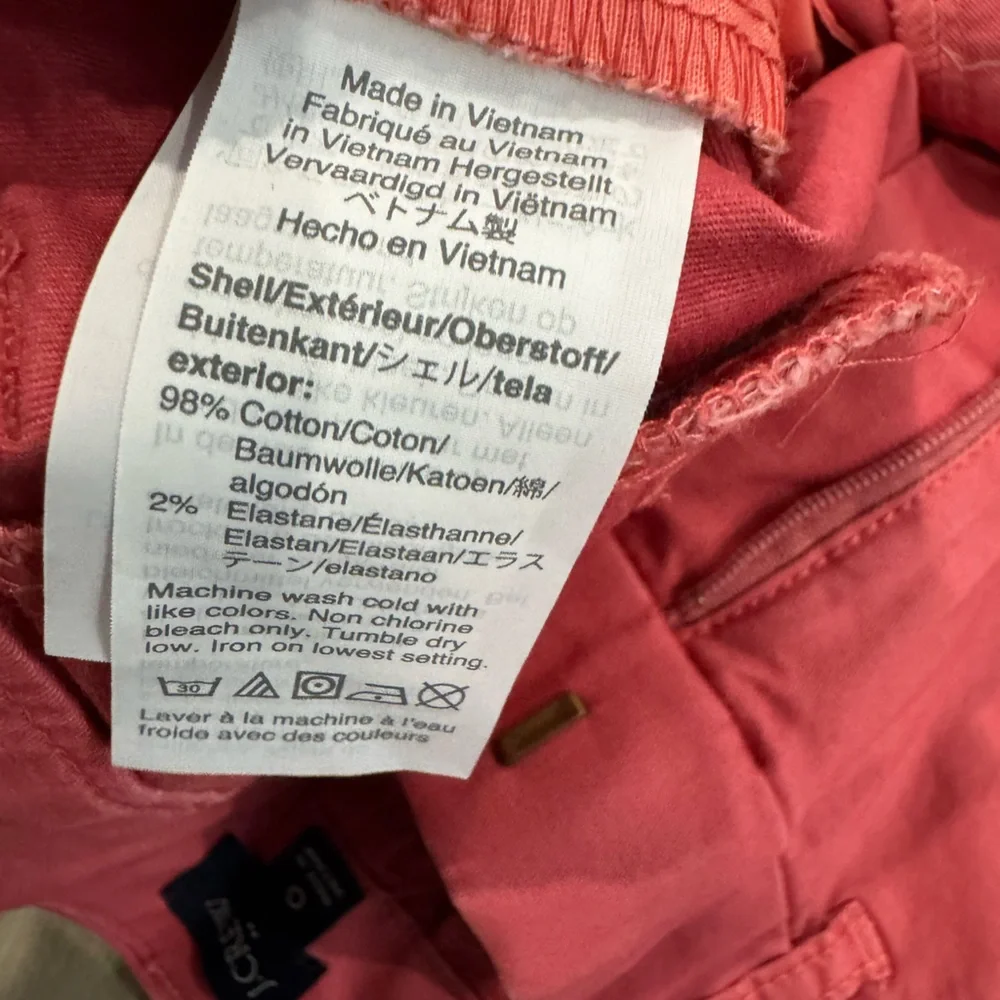 Made in Vietnam
Fabriqué au Vietnam
in Vietnam Hergestellt
Vervaardigd in Viëtnam
ベトナム製
Hecho en Vietnam
Shell/Extérieur/Oberstoff/
Buitenkant/シェル/tela
exterior:
98% Cotton/Coton/
Baumwolle/Katoen/綿/
algodón
2% Elastane/Élasthanne/
Elastan/Elastaan/エラス
テーン/elastano
Machine wash cold with
like colors. Non chlorine
bleach only. Tumble dry
low. Iron on lowest setting.
30
Laver à la machine à l'eau
froide avec des couleurs
J.CREW
0